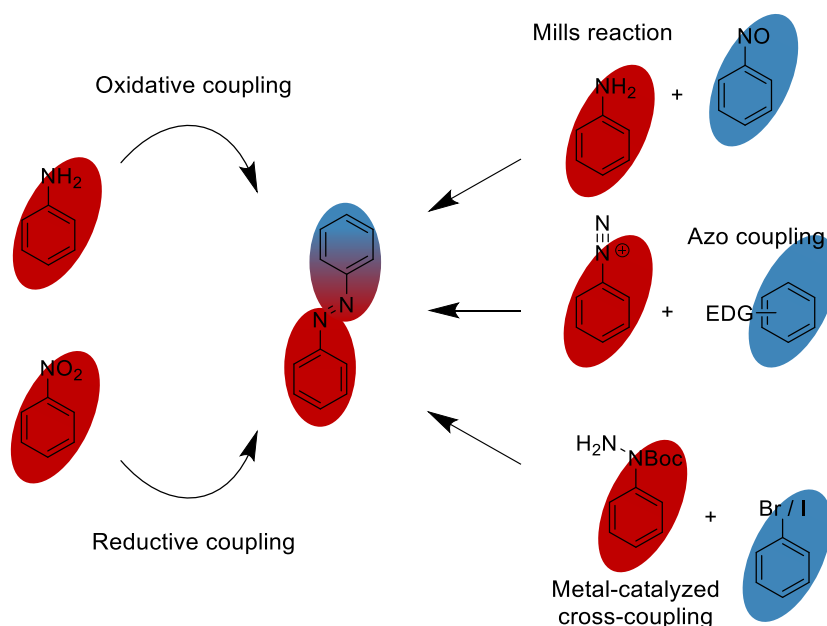 Oxidative coupling
NH₂
NO₂
Reductive coupling
N
N
Mills reaction
NH₂
+
NO
Azo coupling
N
N⊕
+
EDG
H₂N
NBoc
+
Br / I
Metal-catalyzed
cross-coupling